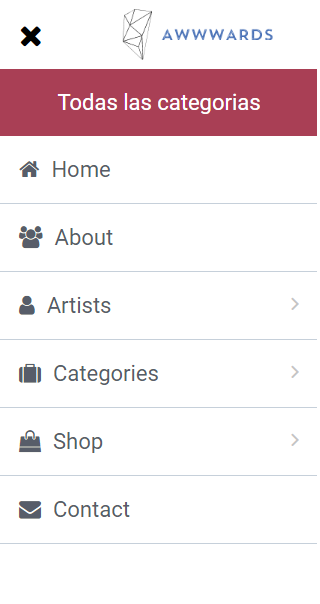 AWWWARDS
Todas las categorias
Home
About
Artists
Categories
Shop
Contact